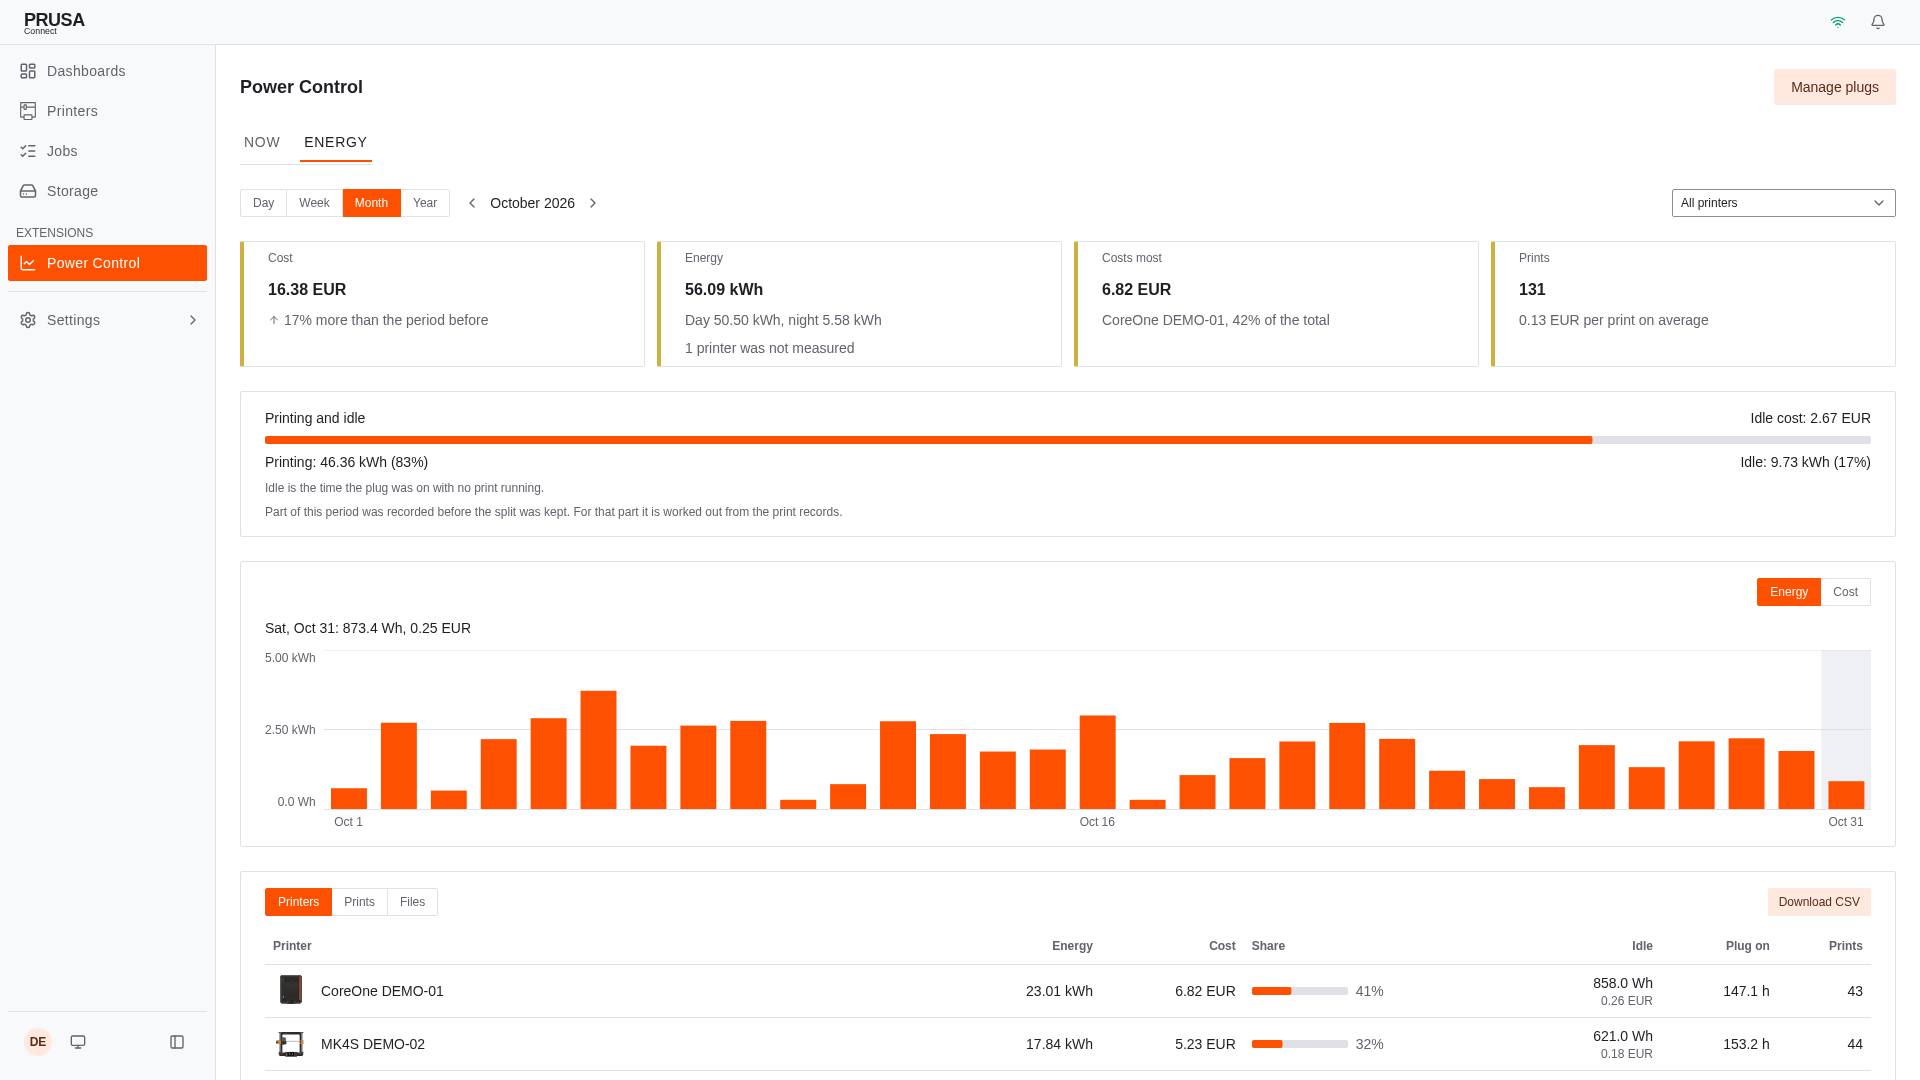 PRUSA
Connect
Dashboards
Printers
Jobs
Storage
EXTENSIONS
Power Control
Settings
DE
Power Control
Manage plugs
NOW ENERGY
Day Week Month Year October 2026 All printers
Cost
16.38 EUR
17% more than the period before
Energy
56.09 kWh
Day 50.50 kWh, night 5.58 kWh
1 printer was not measured
Costs most
6.82 EUR
CoreOne DEMO-01, 42% of the total
Prints
131
0.13 EUR per print on average
Printing and idle Idle cost: 2.67 EUR
Printing: 46.36 kWh (83%) Idle: 9.73 kWh (17%)
Idle is the time the plug was on with no print running.
Part of this period was recorded before the split was kept. For that part it is worked out from the print records.
Energy Cost
Sat, Oct 31: 873.4 Wh, 0.25 EUR
5.00 kWh
2.50 kWh
0.0 Wh
Oct 1 Oct 16 Oct 31
Printers Prints Files Download CSV
Printer Energy Cost Share Idle Plug on Prints
CoreOne DEMO-01 23.01 kWh 6.82 EUR 41% 858.0 Wh 147.1 h 43
0.26 EUR
MK4S DEMO-02 17.84 kWh 5.23 EUR 32% 621.0 Wh 153.2 h 44
0.18 EUR